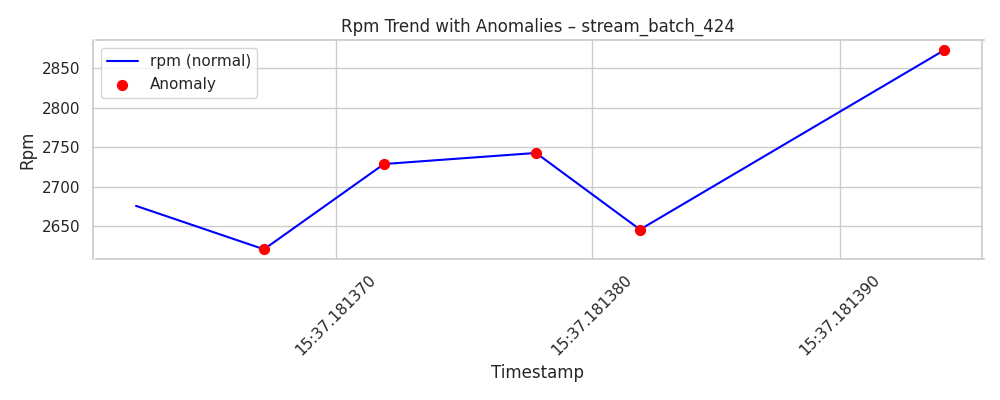 Rpm Trend with Anomalies – stream_batch_424
rpm (normal)
Anomaly
Rpm
2850
2800
2750
2700
2650
15:37.181370
15:37.181380
15:37.181390
Timestamp